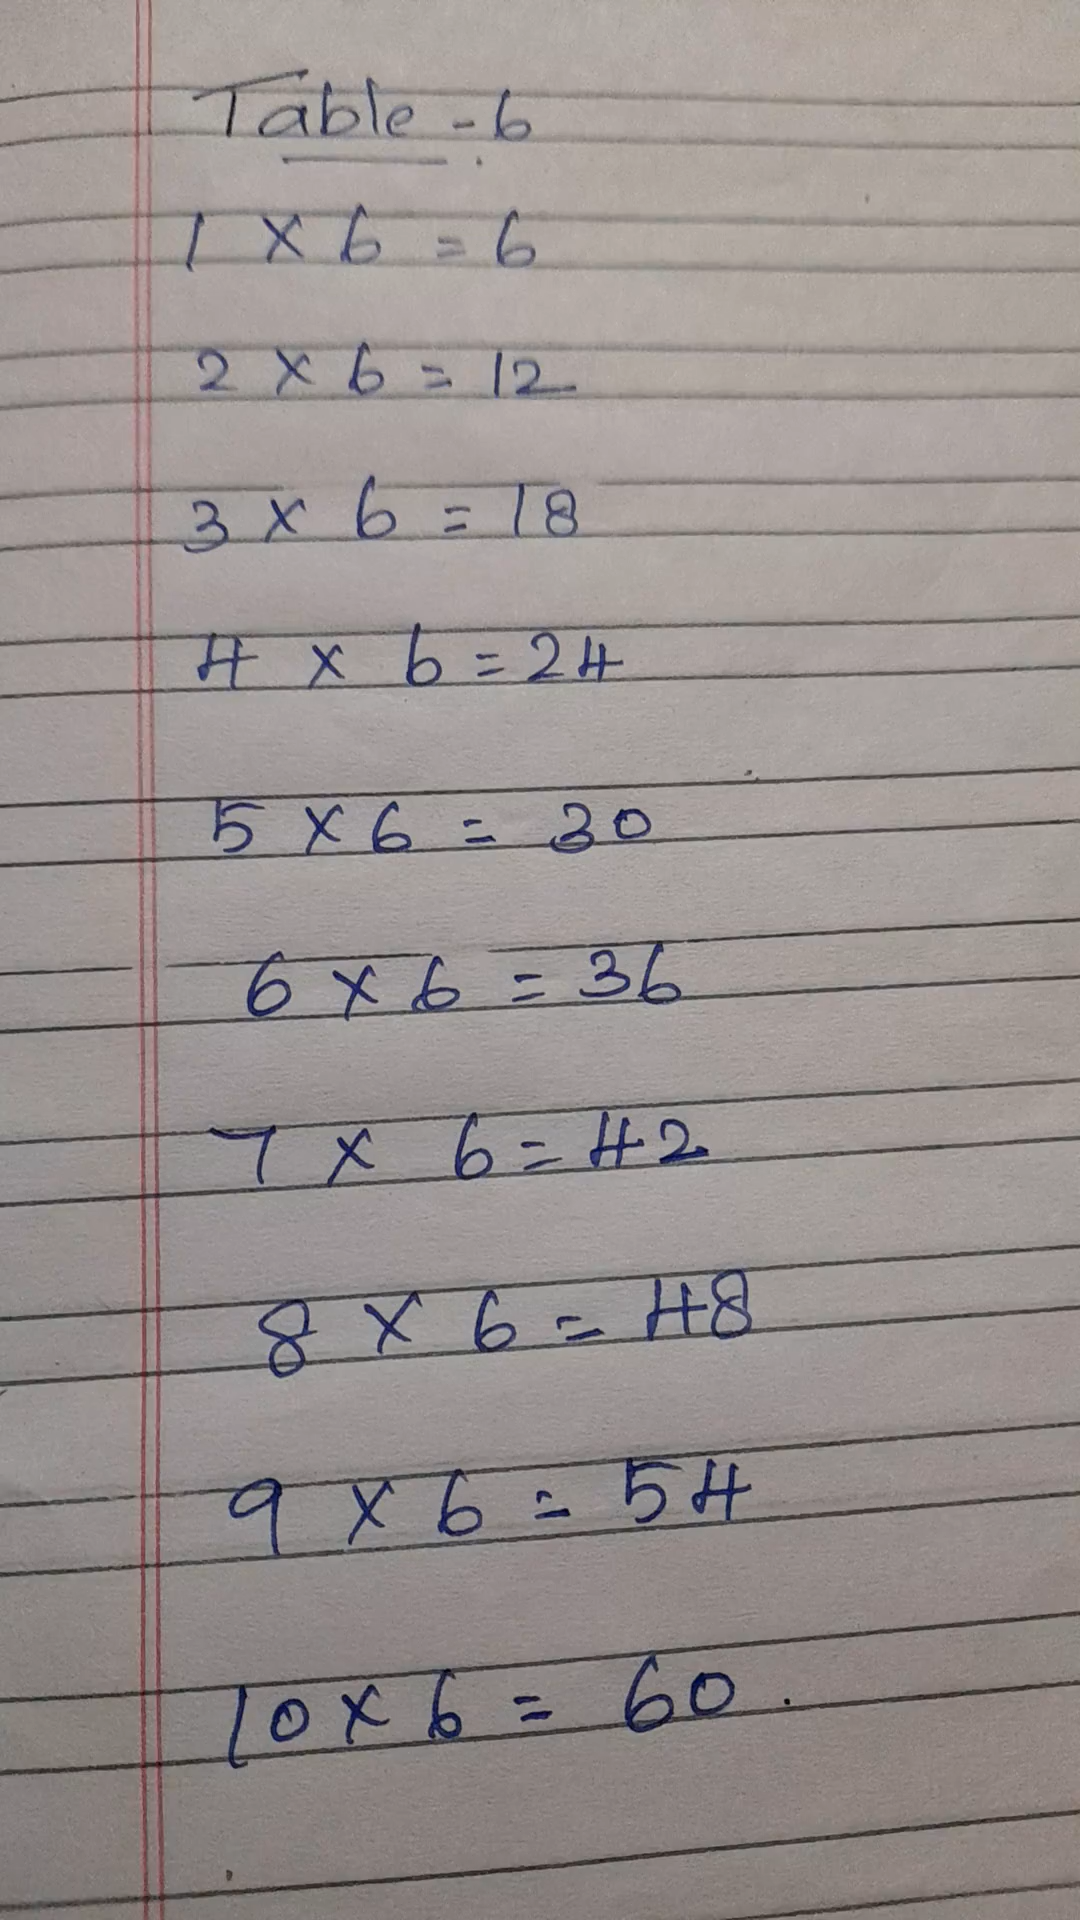 Table - 6
1 × 6 = 6
2 × 6 = 12
3 × 6 = 18
4 × 6 = 24
5 × 6 = 30
6 × 6 = 36
7 × 6 = 42
8 × 6 = 48
9 × 6 = 54
10 × 6 = 60.